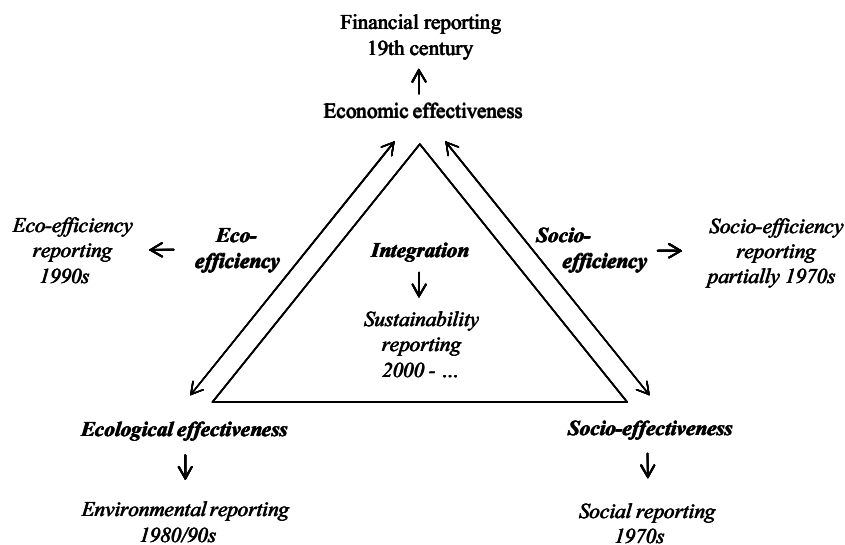 Financial reporting
19th century
Economic effectiveness
Eco-efficiency
reporting
1990s
Eco-
efficiency
Integration
Sustainability
reporting
2000 - ...
Socio-
efficiency
Socio-efficiency
reporting
partially 1970s
Ecological effectiveness
Socio-effectiveness
Environmental reporting
1980/90s
Social reporting
1970s